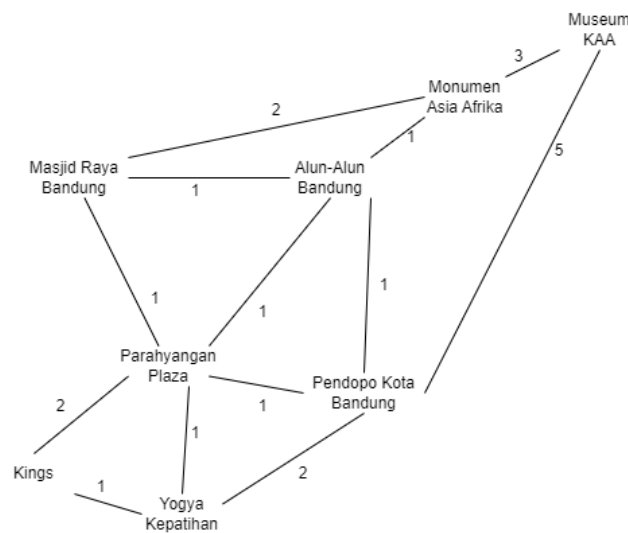 Museum
KAA
3
Monumen
Asia Afrika
2
1
5
Masjid Raya
Bandung
Alun-Alun
Bandung
1
1
1
1
Parahyangan
Plaza
Pendopo Kota
Bandung
2
1
1
2
Kings
1
Yogya
Kepatihan